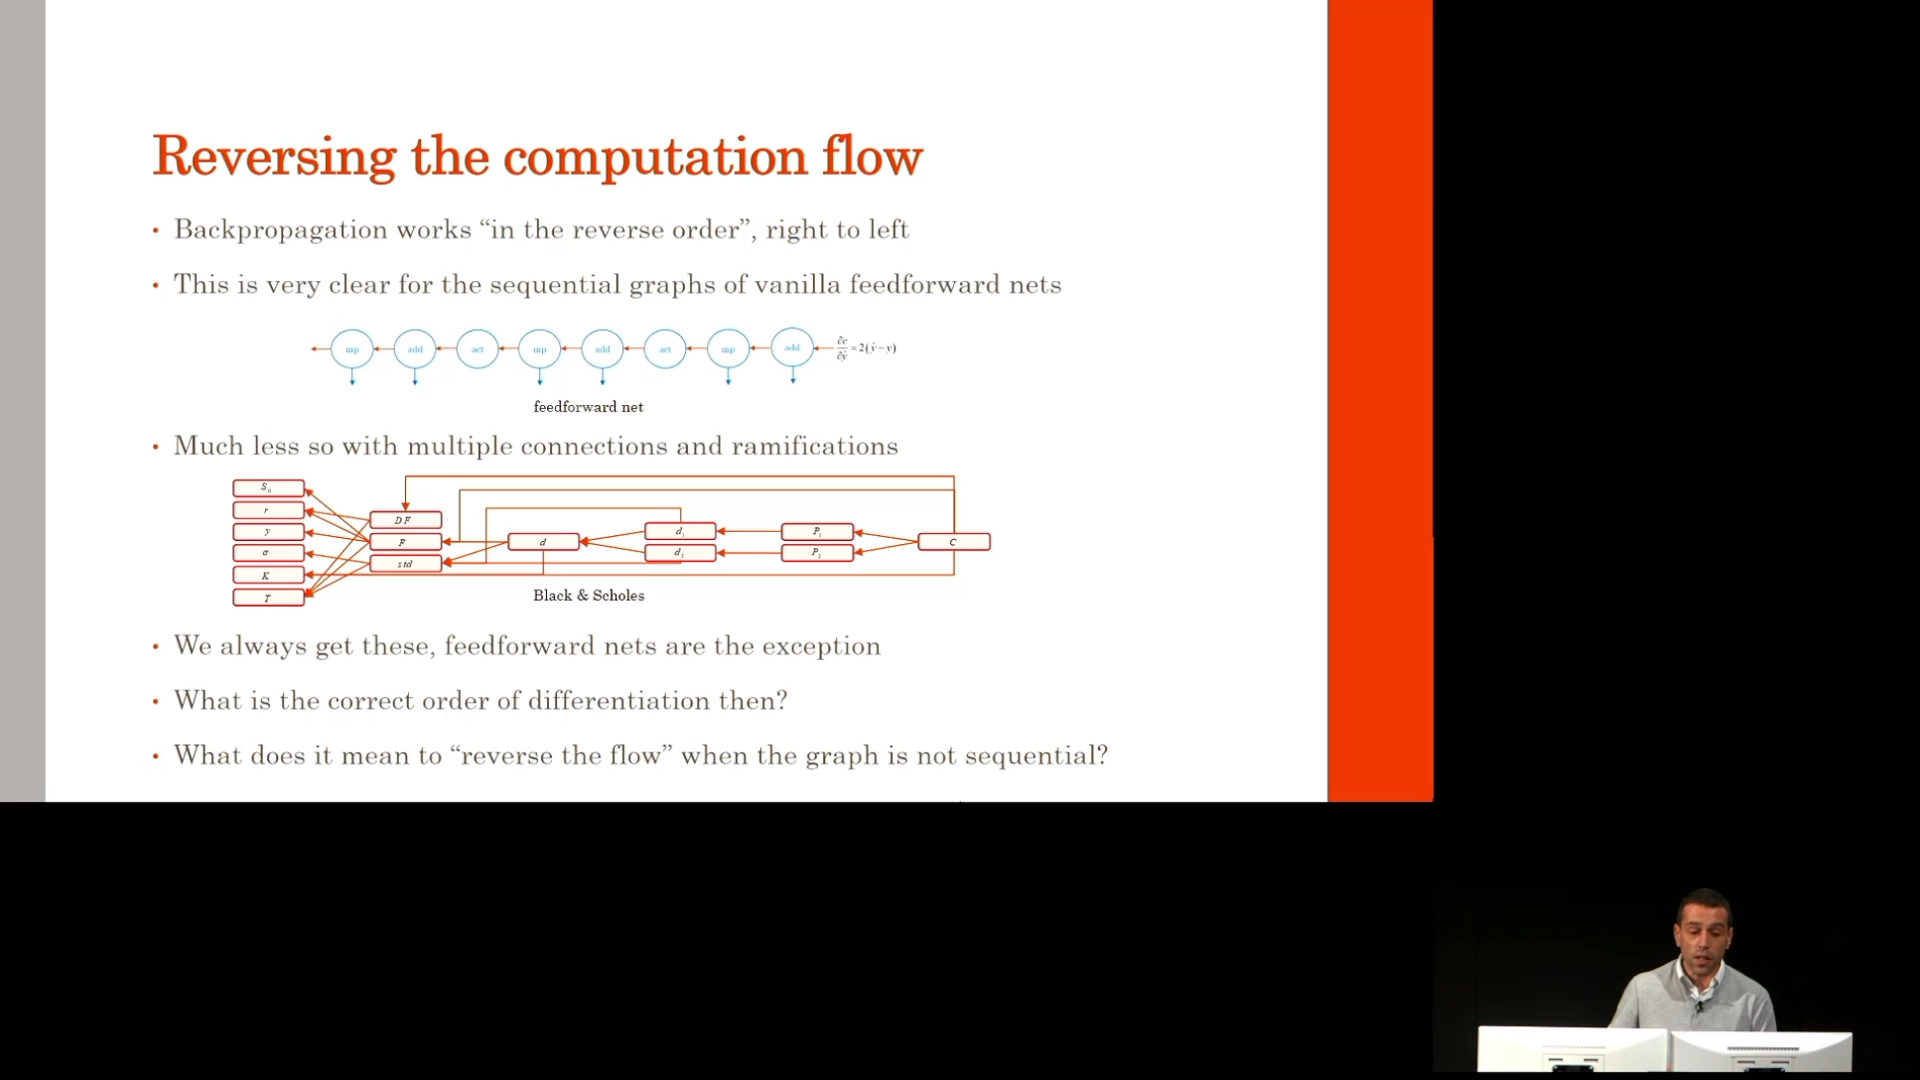 Reversing the computation flow
• Backpropagation works “in the reverse order”, right to left
• This is very clear for the sequential graphs of vanilla feedforward nets
mp add act mp add act mp add ∂c/∂ŷ = 2(ŷ − y)
feedforward net
• Much less so with multiple connections and ramifications
S₀
r
y
σ
K
T
DF
F
std
d
d₁
d₂
P₁
P₂
C
Black & Scholes
• We always get these, feedforward nets are the exception
• What is the correct order of differentiation then?
• What does it mean to “reverse the flow” when the graph is not sequential?